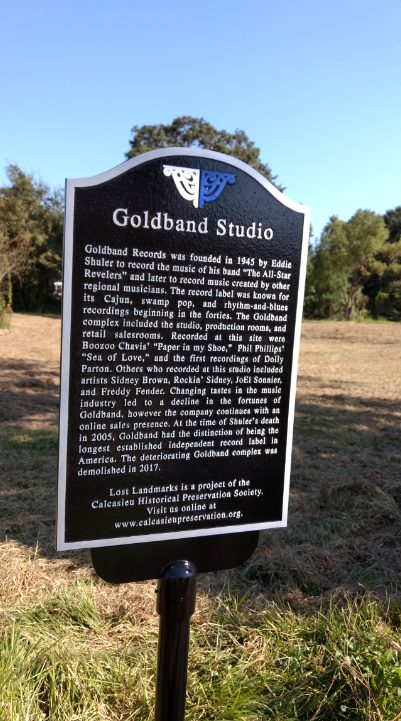 Goldband Studio
Goldband Records was founded in 1945 by Eddie
Shuler to record the music of his band "The All-Star
Revelers" and later to record music created by other
regional musicians. The record label was known for
its Cajun, swamp pop, and rhythm-and-blues
recordings beginning in the forties. The Goldband
complex included the studio, production rooms, and
retail salesrooms. Recorded at this site were
Boozoo Chavis' "Paper in my Shoe," Phil Phillips'
"Sea of Love," and the first recordings of Dolly
Parton. Others who recorded at this studio included
artists Sidney Brown, Rockin' Sidney, JoEl Sonnier,
and Freddy Fender. Changing tastes in the music
industry led to a decline in the fortunes of
Goldband, however the company continues with an
online sales presence. At the time of Shuler's death
in 2005, Goldband had the distinction of being the
longest established independent record label in
America. The deteriorating Goldband complex was
demolished in 2017.
Lost Landmarks is a project of the
Calcasieu Historical Preservation Society.
Visit us online at
www.calcasieupreservation.org.